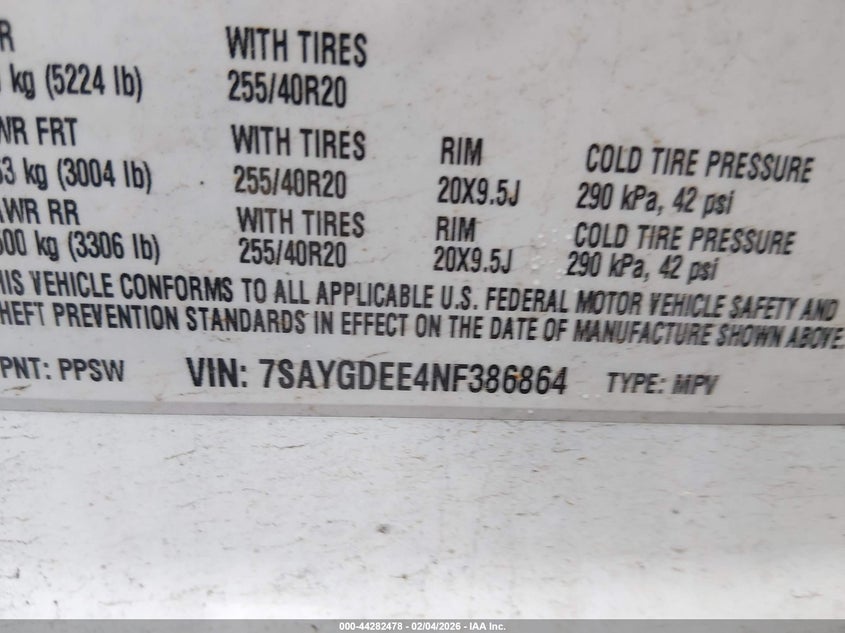 R WITH TIRES
kg (5224 lb) 255/40R20
WR FRT WITH TIRES RIM COLD TIRE PRESSURE
63 kg (3004 lb) 255/40R20 20X9.5J 290 kPa, 42 psi
AWR RR WITH TIRES RIM COLD TIRE PRESSURE
500 kg (3306 lb) 255/40R20 20X9.5J 290 kPa, 42 psi
HIS VEHICLE CONFORMS TO ALL APPLICABLE U.S. FEDERAL MOTOR VEHICLE SAFETY AND
HEFT PREVENTION STANDARDS IN EFFECT ON THE DATE OF MANUFACTURE SHOWN ABOVE.
PNT: PPSW VIN: 7SAYGDEE4NF386864 TYPE: MPV
000-44282478 - 02/04/2026 - IAA Inc.